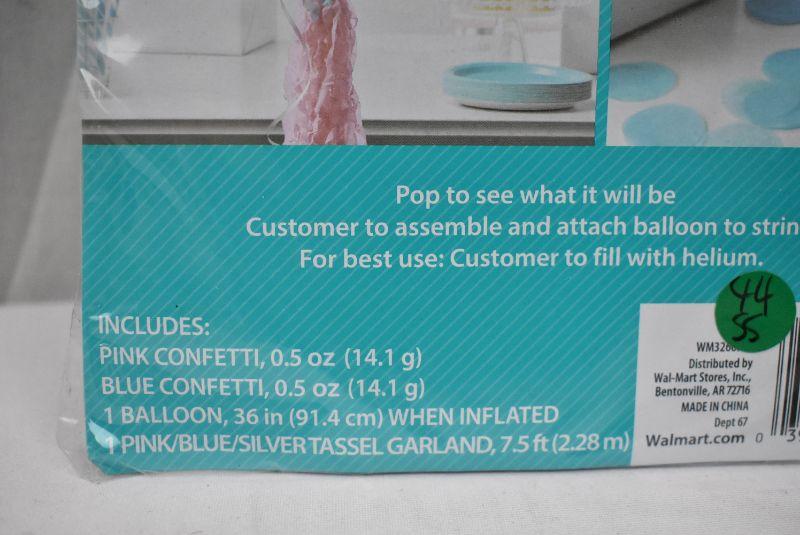 Pop to see what it will be
Customer to assemble and attach balloon to strin
For best use: Customer to fill with helium.
44
SS
INCLUDES:
PINK CONFETTI, 0.5 oz (14.1 g)
BLUE CONFETTI, 0.5 oz (14.1 g)
1 BALLOON, 36 in (91.4 cm) WHEN INFLATED
1 PINK/BLUE/SILVER TASSEL GARLAND, 7.5 ft (2.28 m)
Distributed by
Wal-Mart Stores, Inc.,
Bentonville, AR 72716
MADE IN CHINA
Dept 67
Walmart.com 0